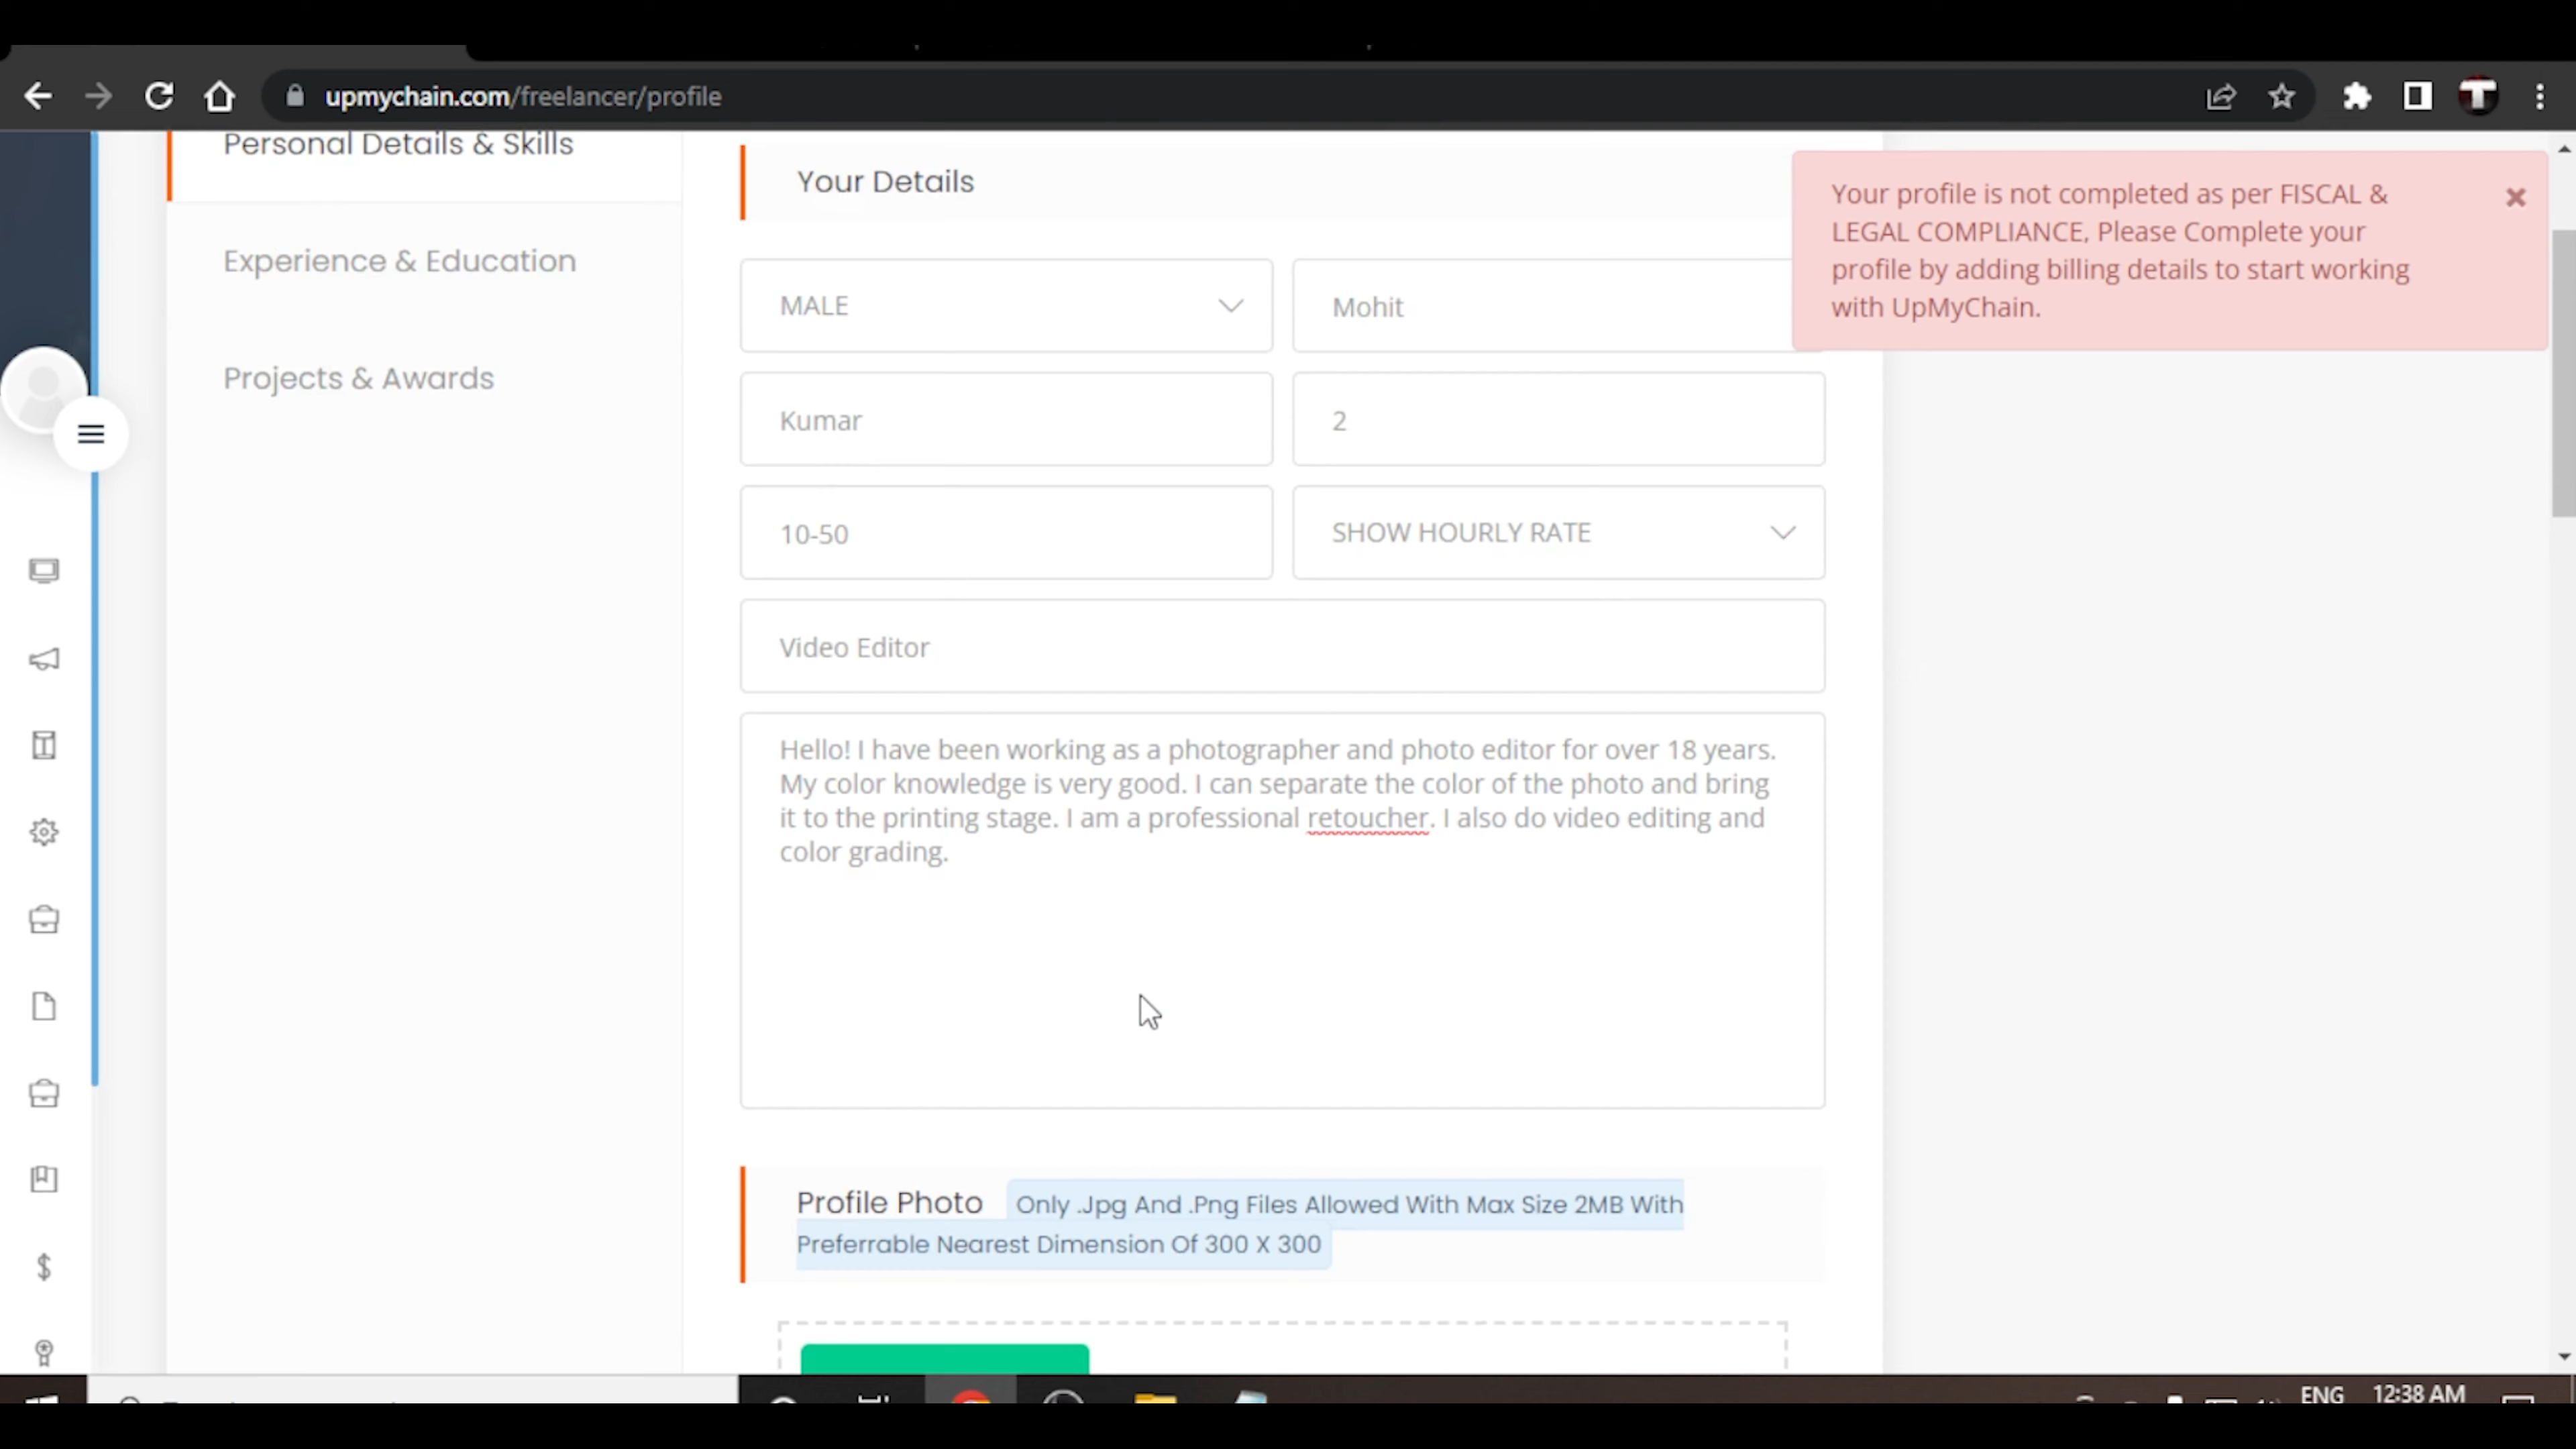 upmychain.com/freelancer/profile
Personal Details & Skills
Experience & Education
Projects & Awards
Your Details
Your profile is not completed as per FISCAL &
LEGAL COMPLIANCE, Please Complete your
profile by adding billing details to start working
with UpMyChain.
MALE
Mohit
Kumar
2
10-50
SHOW HOURLY RATE
Video Editor
Hello! I have been working as a photographer and photo editor for over 18 years.
My color knowledge is very good. I can separate the color of the photo and bring
it to the printing stage. I am a professional retoucher. I also do video editing and
color grading.
Profile Photo Only .Jpg And .Png Files Allowed With Max Size 2MB With
Preferrable Nearest Dimension Of 300 X 300
ENG
12:38 AM